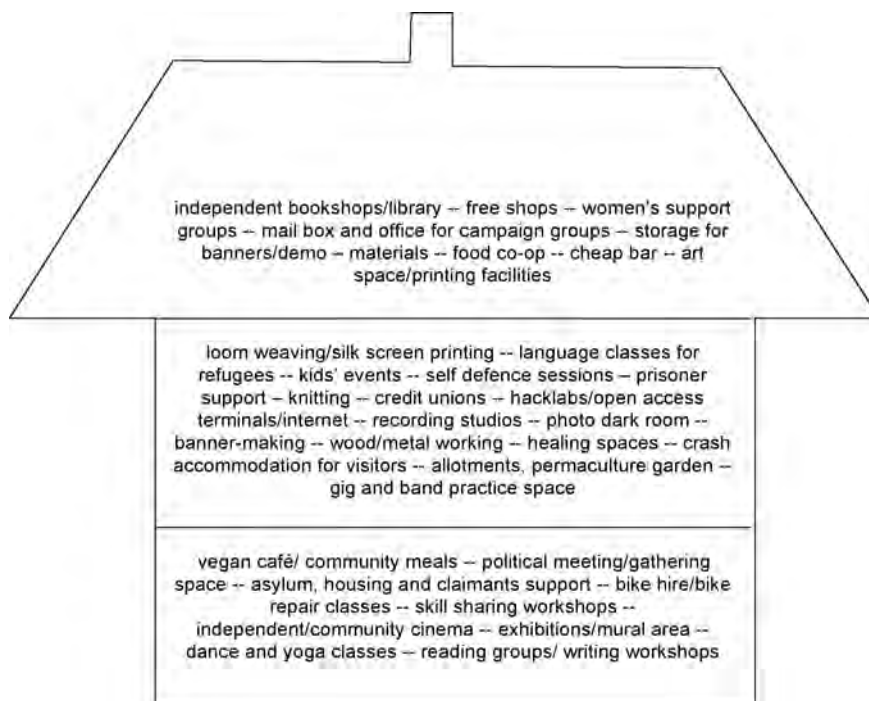 independent bookshops/library -- free shops -- women's support
groups -- mail box and office for campaign groups -- storage for
banners/demo – materials -- food co-op -- cheap bar -- art
space/printing facilities
loom weaving/silk screen printing -- language classes for
refugees -- kids' events -- self defence sessions – prisoner
support – knitting – credit unions -- hacklabs/open access
terminals/internet -- recording studios -- photo dark room --
banner-making -- wood/metal working -- healing spaces -- crash
accommodation for visitors -- allotments, permaculture garden --
gig and band practice space
vegan café/ community meals -- political meeting/gathering
space -- asylum, housing and claimants support -- bike hire/bike
repair classes -- skill sharing workshops --
independent/community cinema -- exhibitions/mural area --
dance and yoga classes -- reading groups/ writing workshops